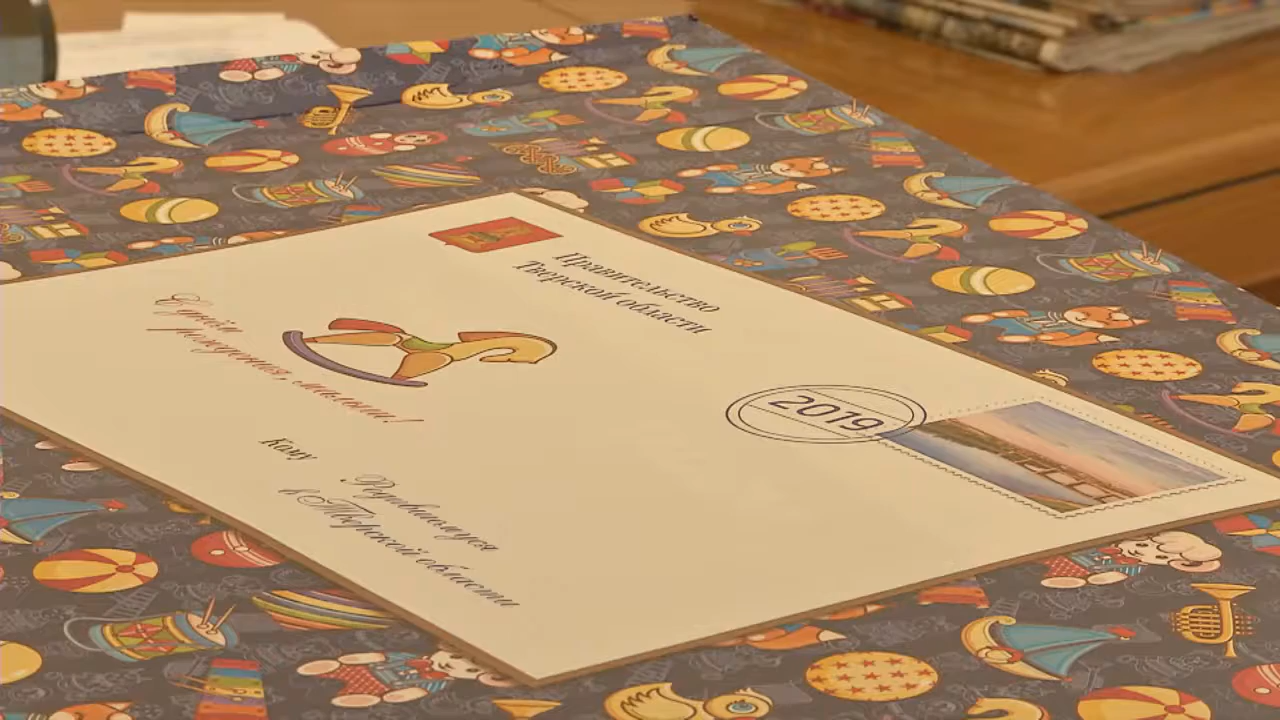 Правительство
Тверской области
С днём
рождения, малыш!
2019
Кому
Родившемуся
в Тверской области